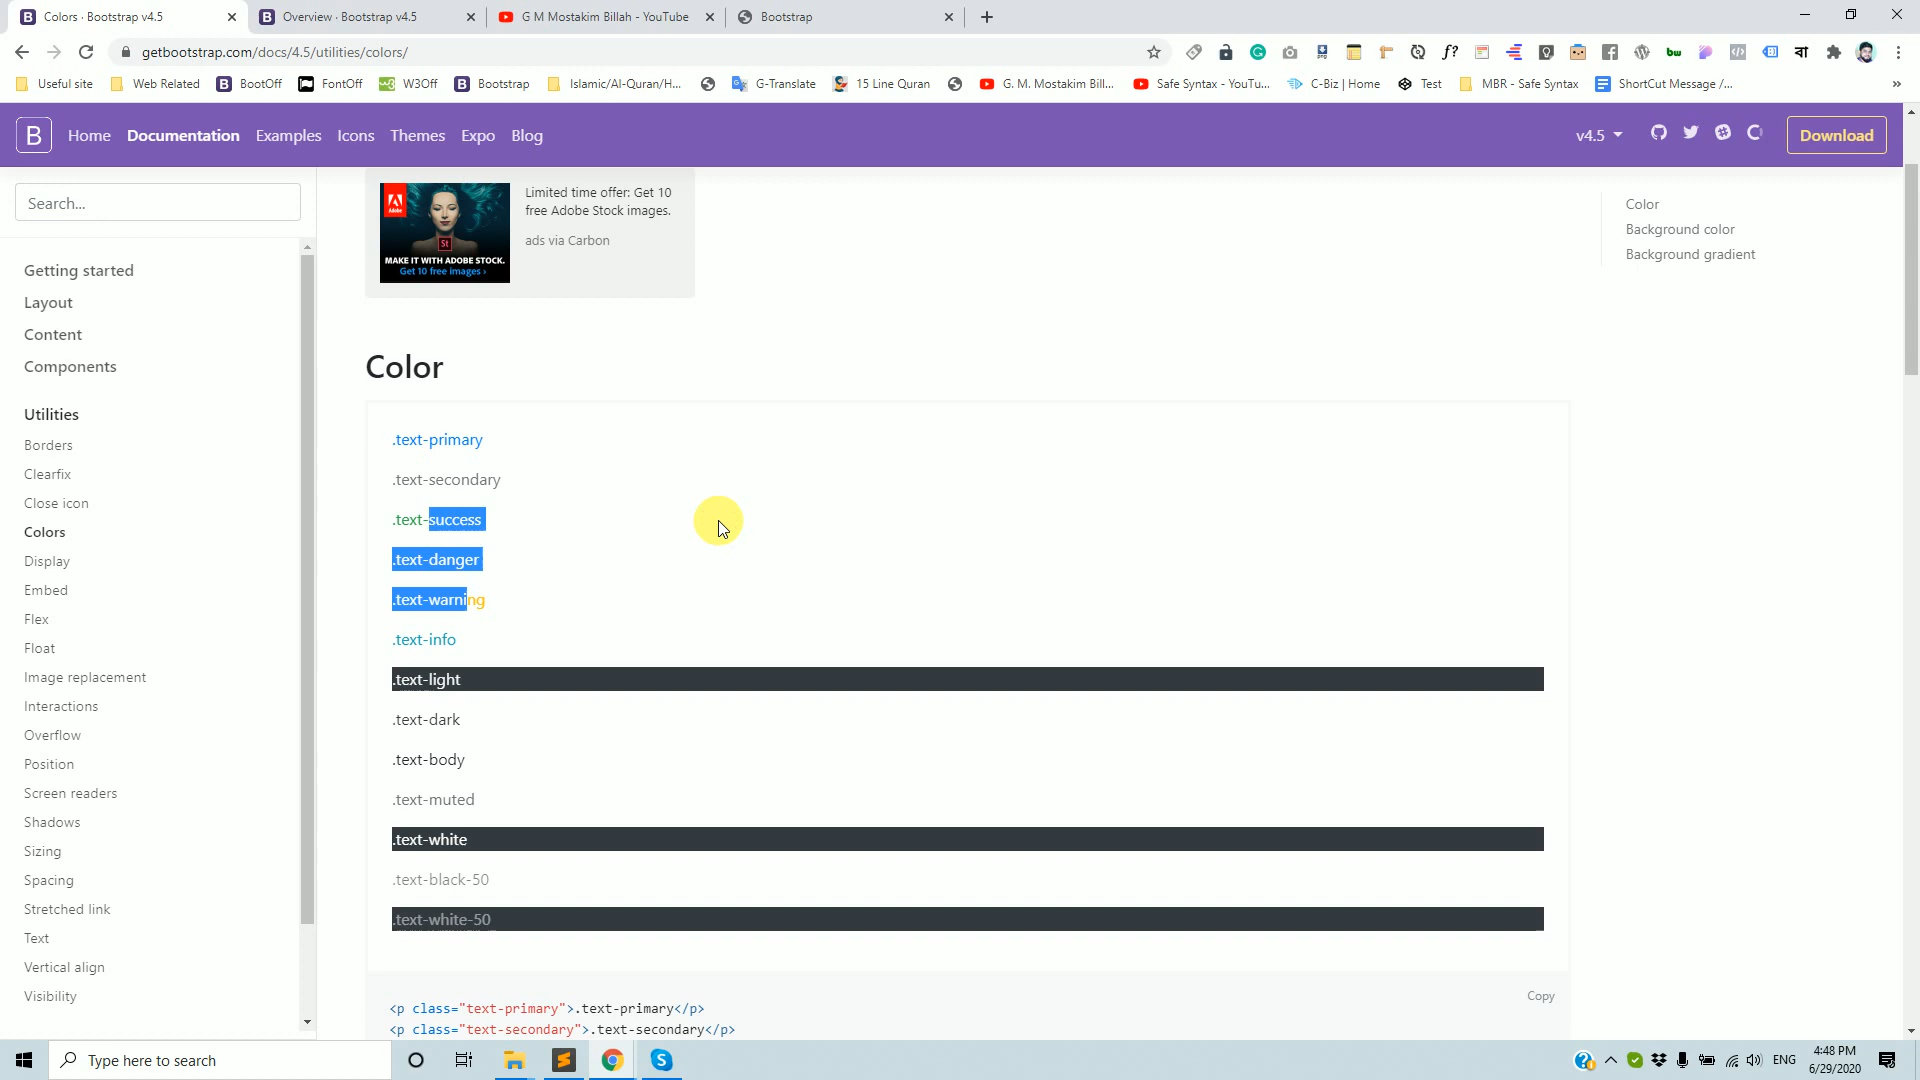 Colors · Bootstrap v4.5
Overview · Bootstrap v4.5
G M Mostakim Billah - YouTube
Bootstrap
getbootstrap.com/docs/4.5/utilities/colors/
Useful site
Web Related
BootOff
FontOff
W3Off
Bootstrap
Islamic/Al-Quran/H...
G-Translate
15 Line Quran
G. M. Mostakim Bill...
Safe Syntax - YouTu...
C-Biz | Home
Test
MBR - Safe Syntax
ShortCut Message /...
»
B
Home
Documentation
Examples
Icons
Themes
Expo
Blog
v4.5
Download
Search...
Getting started
Layout
Content
Components
Utilities
Borders
Clearfix
Close icon
Colors
Display
Embed
Flex
Float
Image replacement
Interactions
Overflow
Position
Screen readers
Shadows
Sizing
Spacing
Stretched link
Text
Vertical align
Visibility
Adobe
St
MAKE IT WITH ADOBE STOCK.
Get 10 free images ›
Limited time offer: Get 10
free Adobe Stock images.
ads via Carbon
Color
.text-primary
.text-secondary
.text-success
.text-danger
.text-warning
.text-info
.text-light
.text-dark
.text-body
.text-muted
.text-white
.text-black-50
.text-white-50
Copy
<p class="text-primary">.text-primary</p>
<p class="text-secondary">.text-secondary</p>
Color
Background color
Background gradient
Type here to search
ENG
4:48 PM
6/29/2020